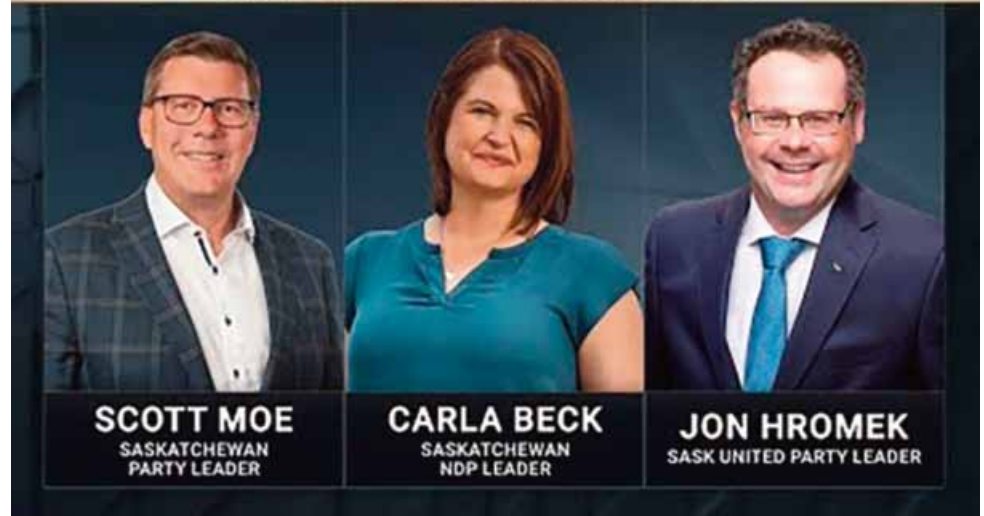 SCOTT MOE
SASKATCHEWAN
PARTY LEADER
CARLA BECK
SASKATCHEWAN
NDP LEADER
JON HROMEK
SASK UNITED PARTY LEADER